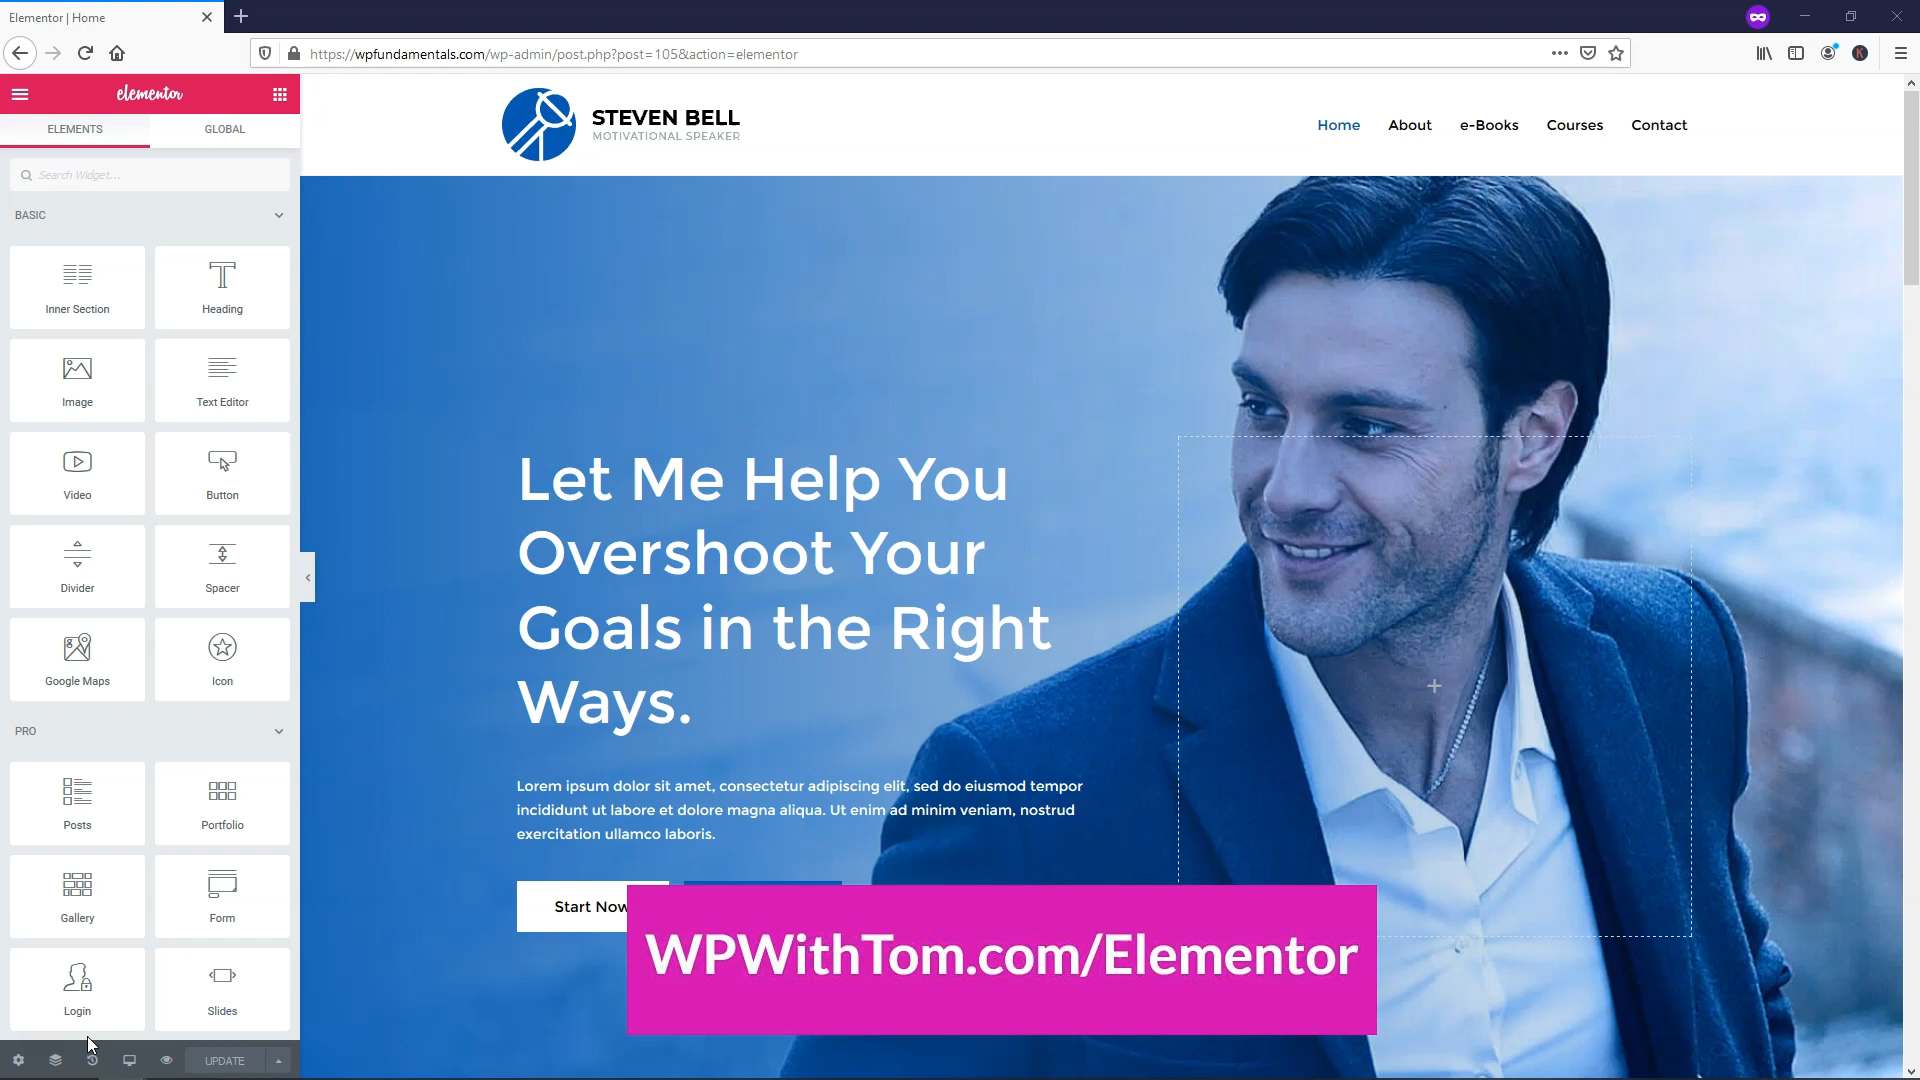 Elementor | Home
https://wpfundamentals.com/wp-admin/post.php?post=105&action=elementor
K
elementor
ELEMENTS
GLOBAL
Search Widget...
BASIC
Inner Section
Heading
Image
Text Editor
Video
Button
Divider
Spacer
Google Maps
Icon
PRO
Posts
Portfolio
Gallery
Form
Login
Slides
UPDATE
STEVEN BELL
MOTIVATIONAL SPEAKER
Home
About
e-Books
Courses
Contact
Let Me Help You
Overshoot Your
Goals in the Right
Ways.
Lorem ipsum dolor sit amet, consectetur adipiscing elit, sed do eiusmod tempor
incididunt ut labore et dolore magna aliqua. Ut enim ad minim veniam, nostrud
exercitation ullamco laboris.
Start Now
WPWithTom.com/Elementor